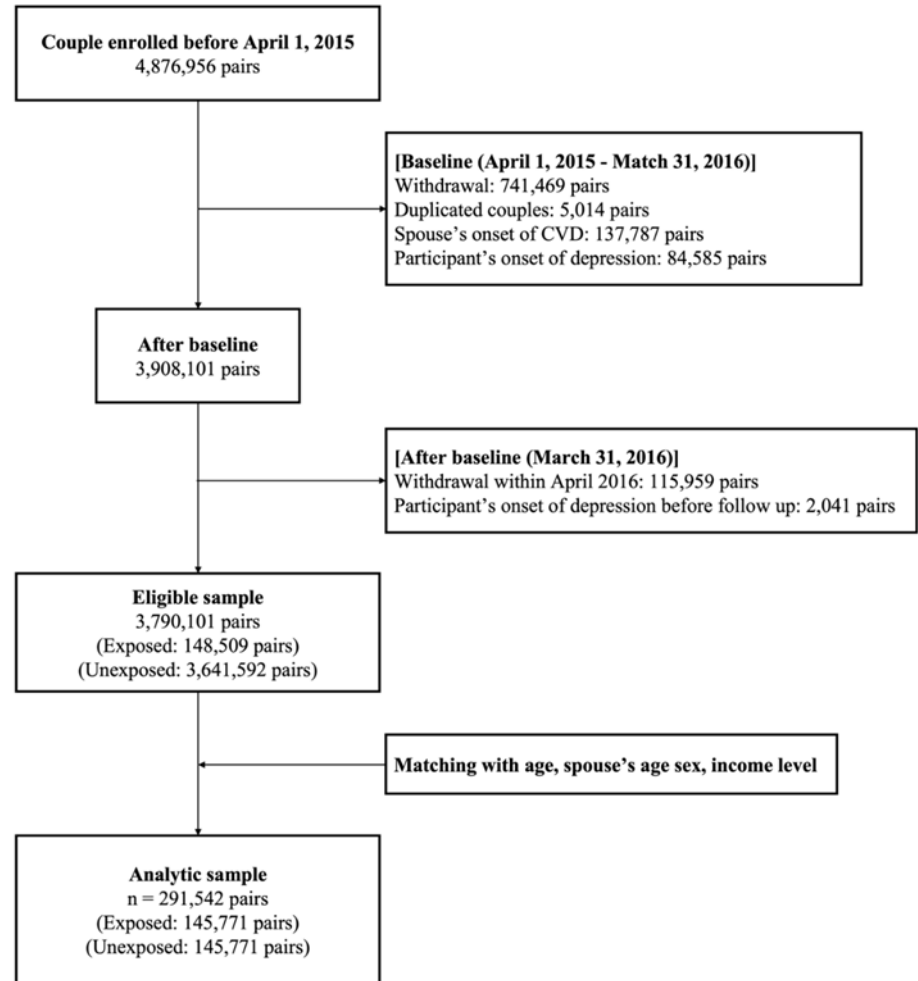 Couple enrolled before April 1, 2015
4,876,956 pairs
[Baseline (April 1, 2015 - Match 31, 2016)]
Withdrawal: 741,469 pairs
Duplicated couples: 5,014 pairs
Spouse's onset of CVD: 137,787 pairs
Participant's onset of depression: 84,585 pairs
After baseline
3,908,101 pairs
[After baseline (March 31, 2016)]
Withdrawal within April 2016: 115,959 pairs
Participant's onset of depression before follow up: 2,041 pairs
Eligible sample
3,790,101 pairs
(Exposed: 148,509 pairs)
(Unexposed: 3,641,592 pairs)
Matching with age, spouse's age sex, income level
Analytic sample
n = 291,542 pairs
(Exposed: 145,771 pairs)
(Unexposed: 145,771 pairs)